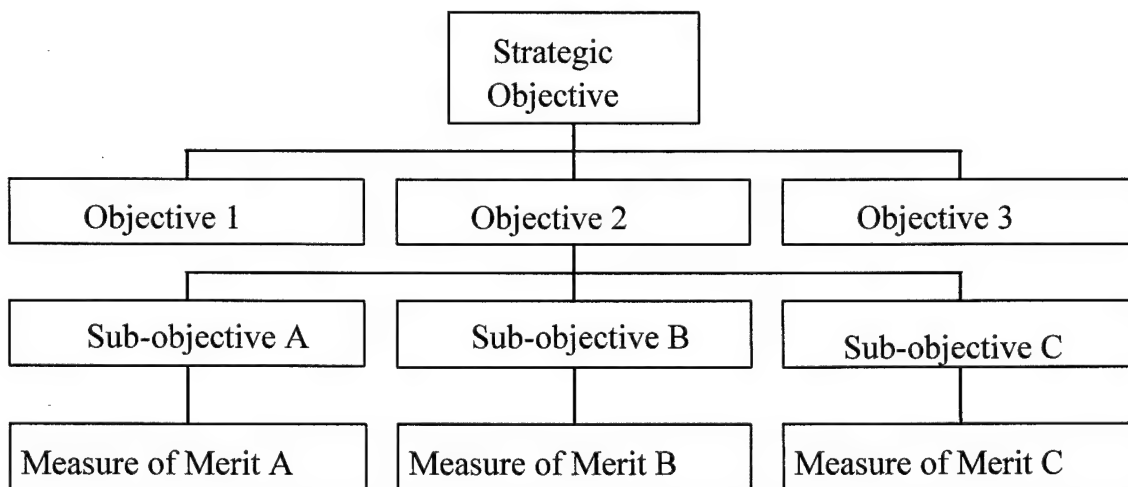 Strategic
Objective
Objective 1
Objective 2
Objective 3
Sub-objective A
Sub-objective B
Sub-objective C
Measure of Merit A
Measure of Merit B
Measure of Merit C